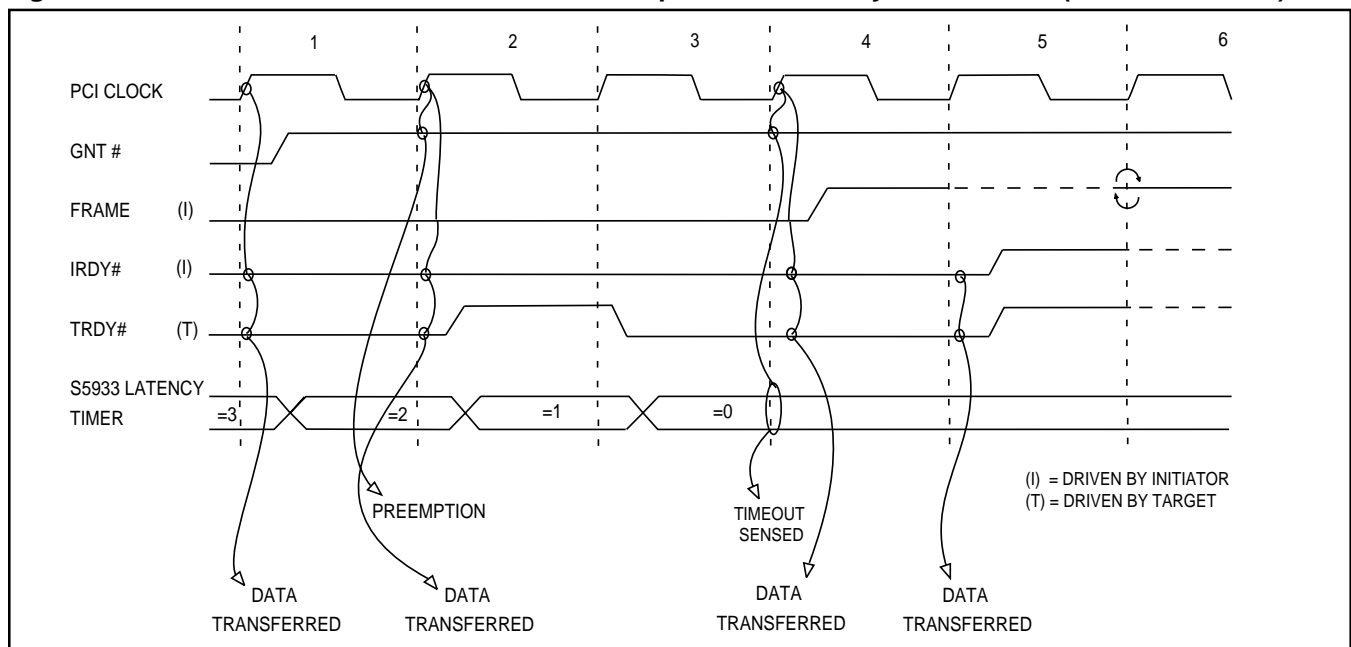 1 2 3 4 5 6
PCI CLOCK
GNT #
FRAME (I)
IRDY# (I)
TRDY# (T)
S5933 LATENCY
TIMER
=3 =2 =1 =0
(I) = DRIVEN BY INITIATOR
(T) = DRIVEN BY TARGET
PREEMPTION
TIMEOUT
SENSED
DATA
TRANSFERRED
DATA
TRANSFERRED
DATA
TRANSFERRED
DATA
TRANSFERRED